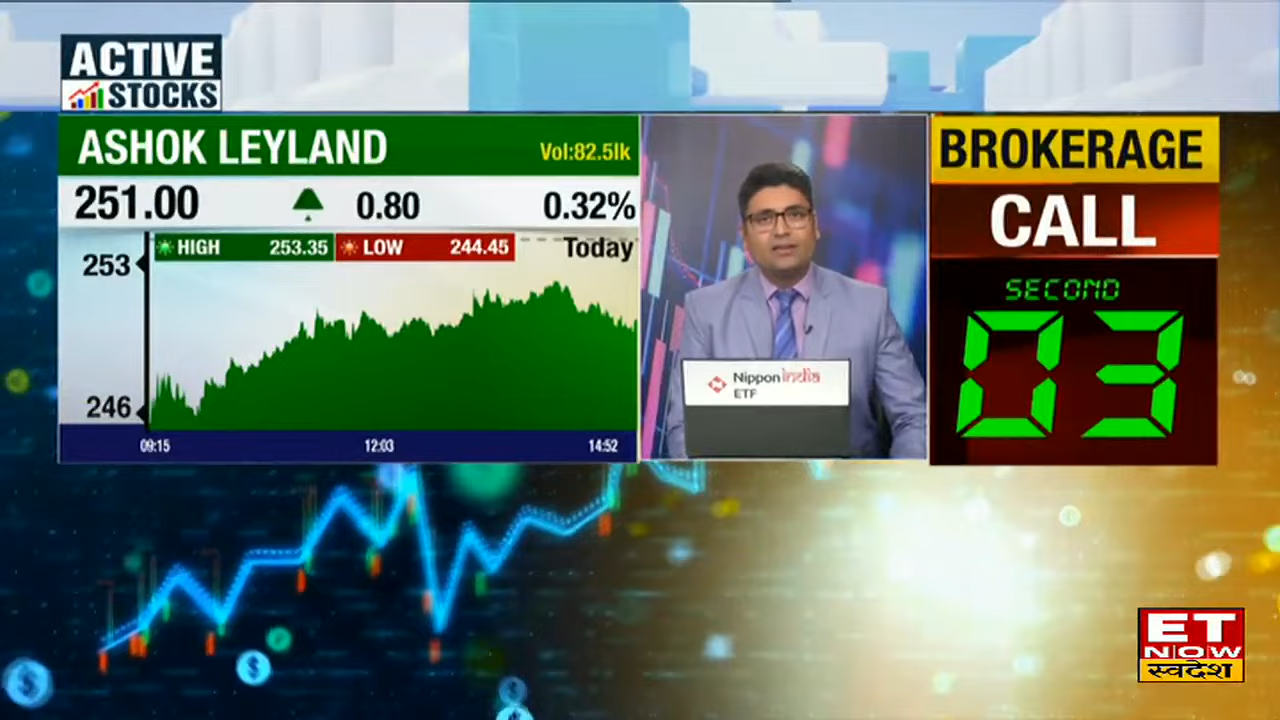 ACTIVE
STOCKS
ASHOK LEYLAND
Vol:82.5lk
251.00
0.80
0.32%
HIGH 253.35
LOW 244.45
Today
253
246
09:15
12:03
14:52
Nippon india
ETF
BROKERAGE
CALL
SECOND
03
ET
NOW
स्वदेश